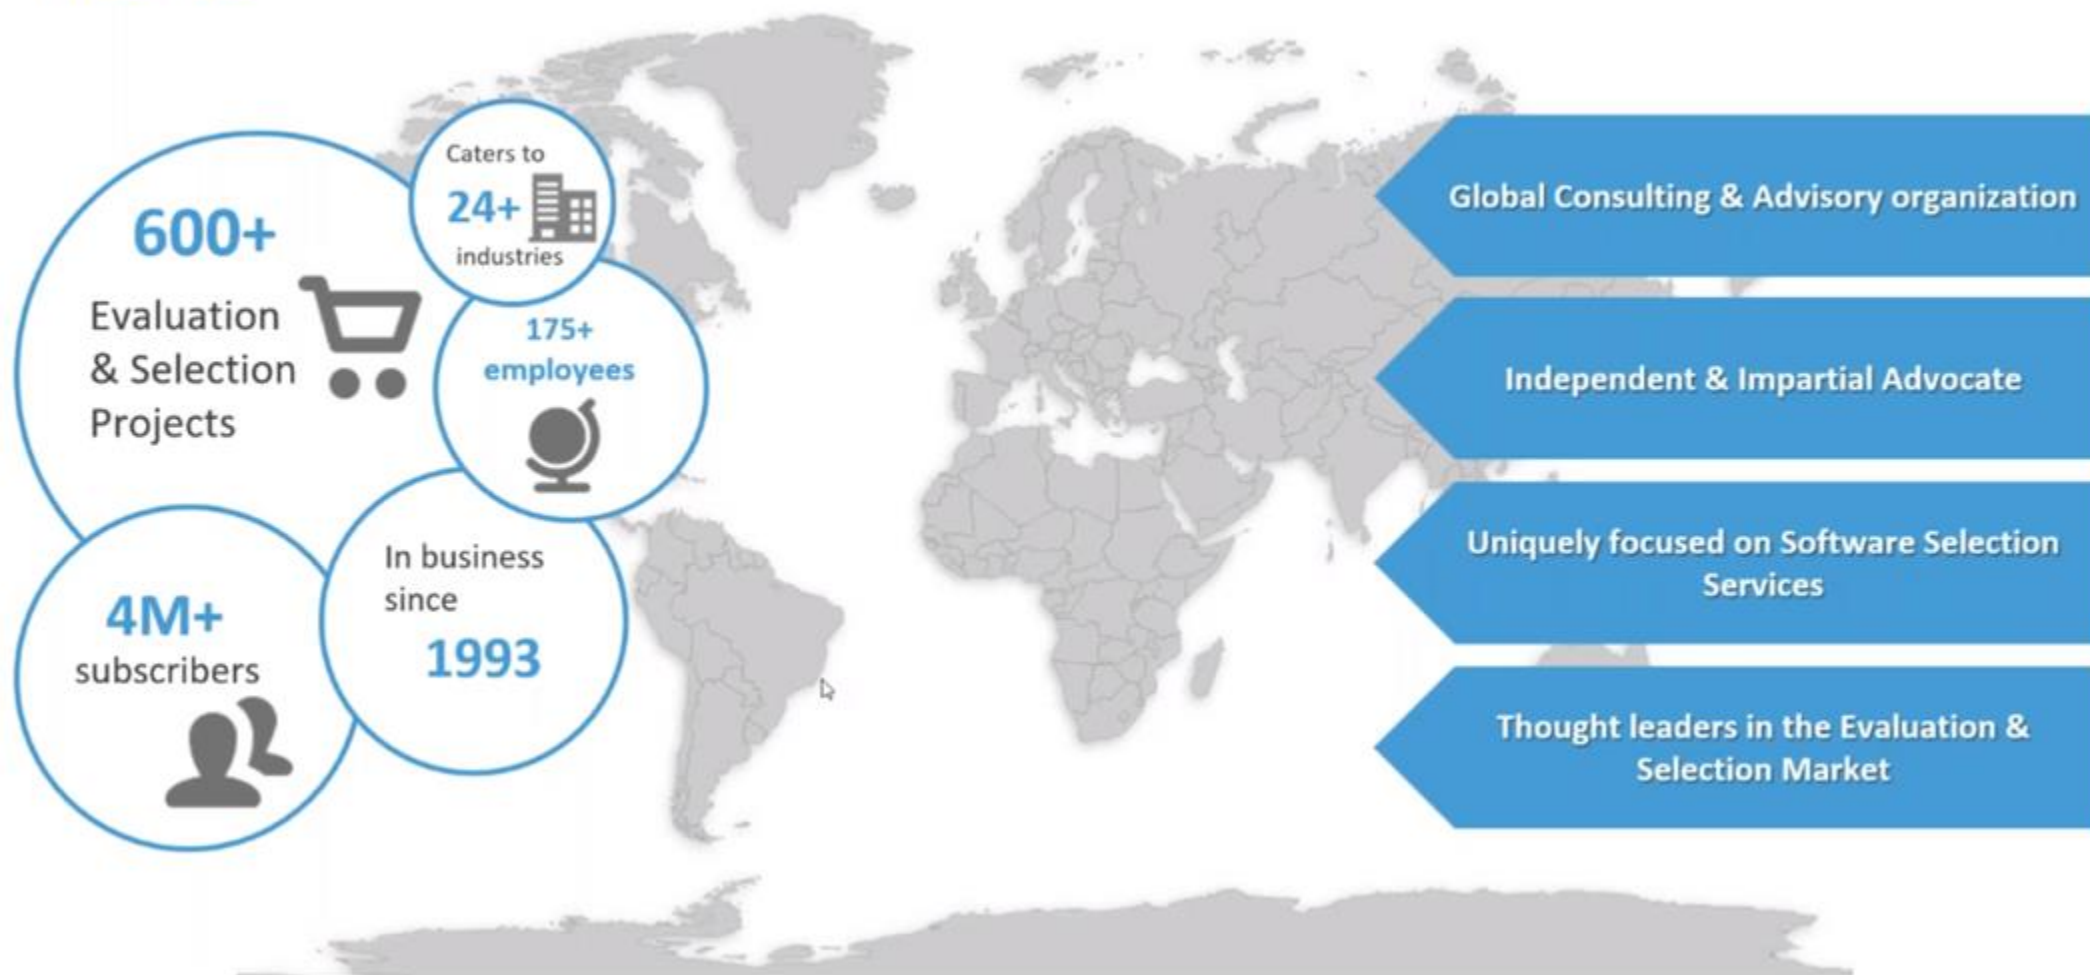 600+
Evaluation
& Selection
Projects
Caters to
24+
industries
175+
employees
4M+
subscribers
In business
since
1993
Global Consulting & Advisory organization
Independent & Impartial Advocate
Uniquely focused on Software Selection
Services
Thought leaders in the Evaluation &
Selection Market